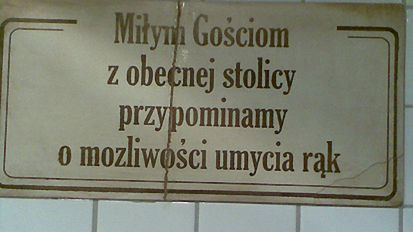 Miłym Gościom
z obecnej stolicy
przypominamy
o mozliwości umycia rąk